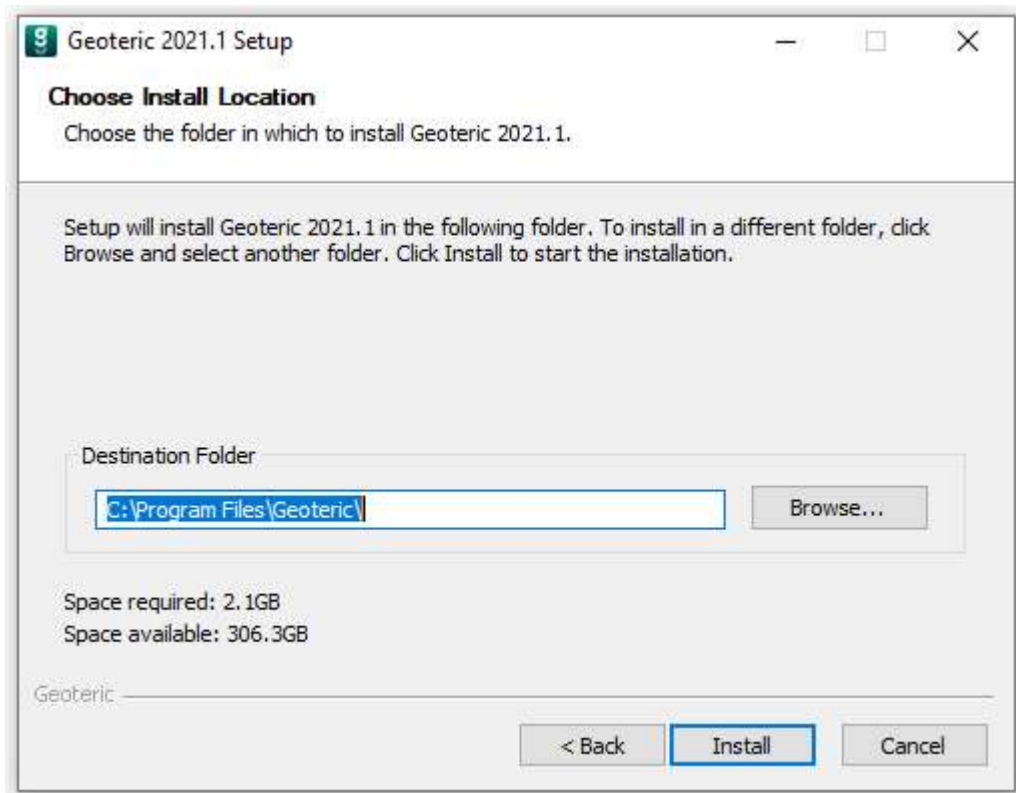 Geoteric 2021.1 Setup
Choose Install Location
Choose the folder in which to install Geoteric 2021.1.
Setup will install Geoteric 2021.1 in the following folder. To install in a different folder, click
Browse and select another folder. Click Install to start the installation.
Destination Folder
C:\Program Files\Geoteric\
Browse...
Space required: 2.1GB
Space available: 306.3GB
Geoteric
< Back
Install
Cancel